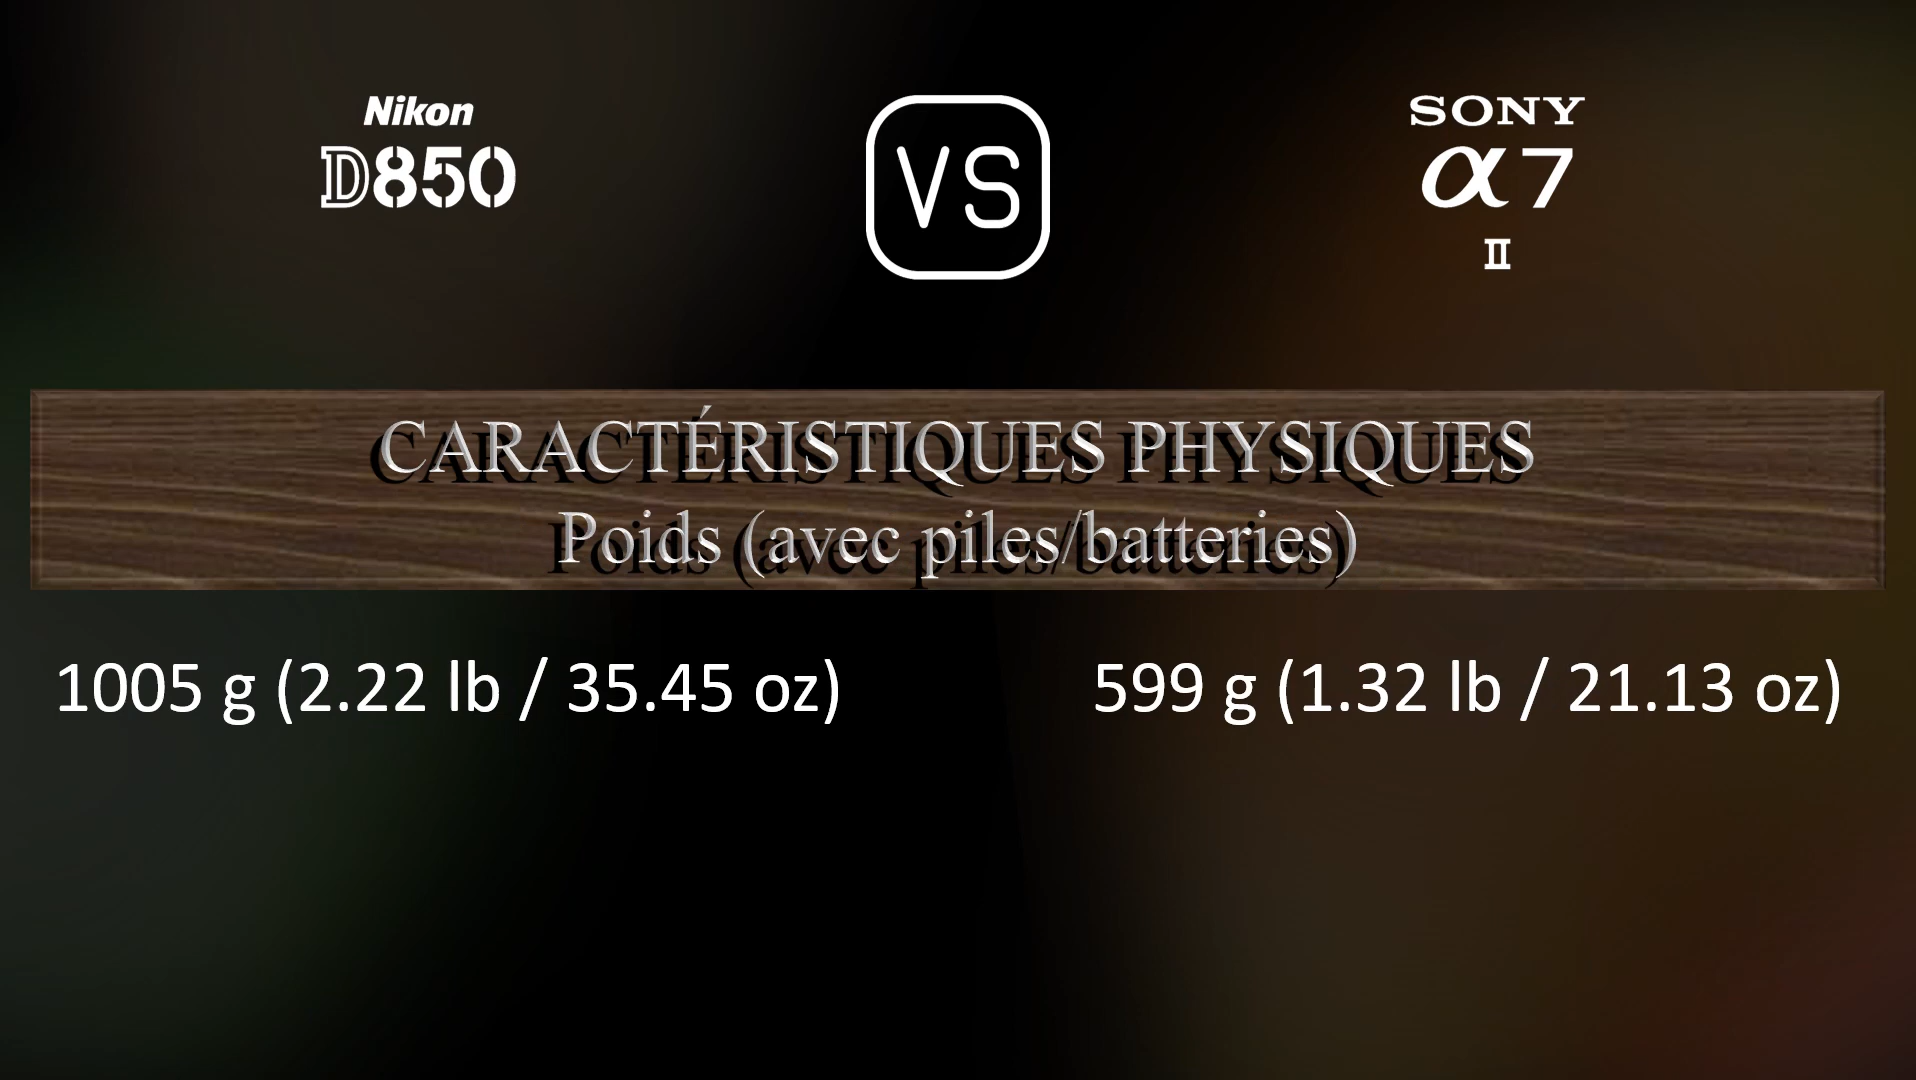 Nikon
D850
VS
SONY
α7
II
CARACTÉRISTIQUES PHYSIQUES
Poids (avec piles/batteries)
1005 g (2.22 lb / 35.45 oz)
599 g (1.32 lb / 21.13 oz)